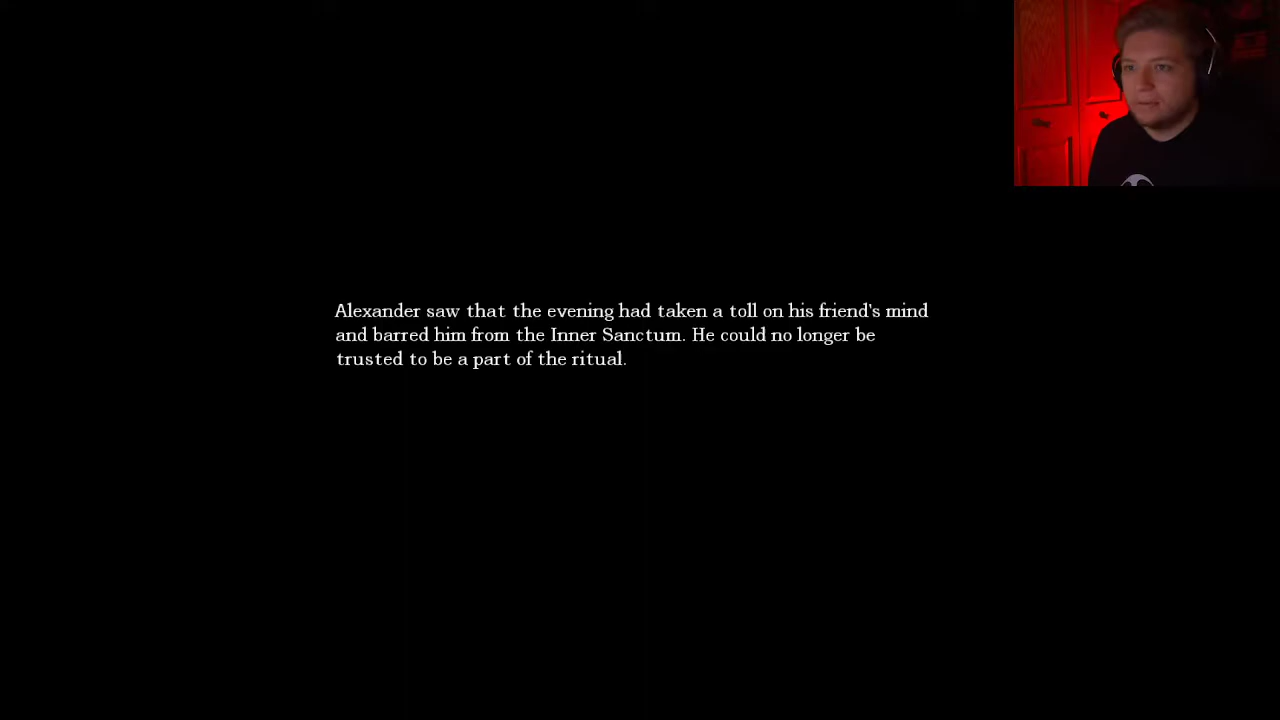 Alexander saw that the evening had taken a toll on his friend's mind
and barred him from the Inner Sanctum. He could no longer be
trusted to be a part of the ritual.